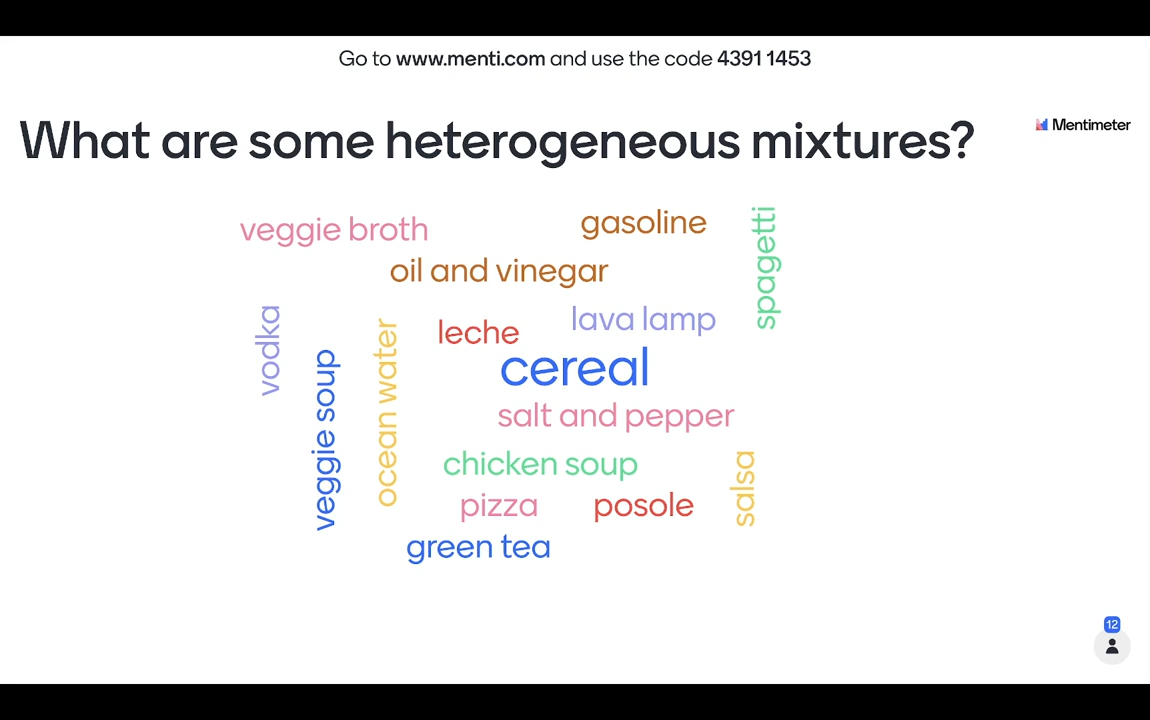 Go to www.menti.com and use the code 4391 1453
What are some heterogeneous mixtures?
Mentimeter
veggie broth
gasoline
spagetti
oil and vinegar
vodka
lava lamp
leche
ocean water
veggie soup
cereal
salt and pepper
chicken soup
salsa
pizza
posole
green tea
12